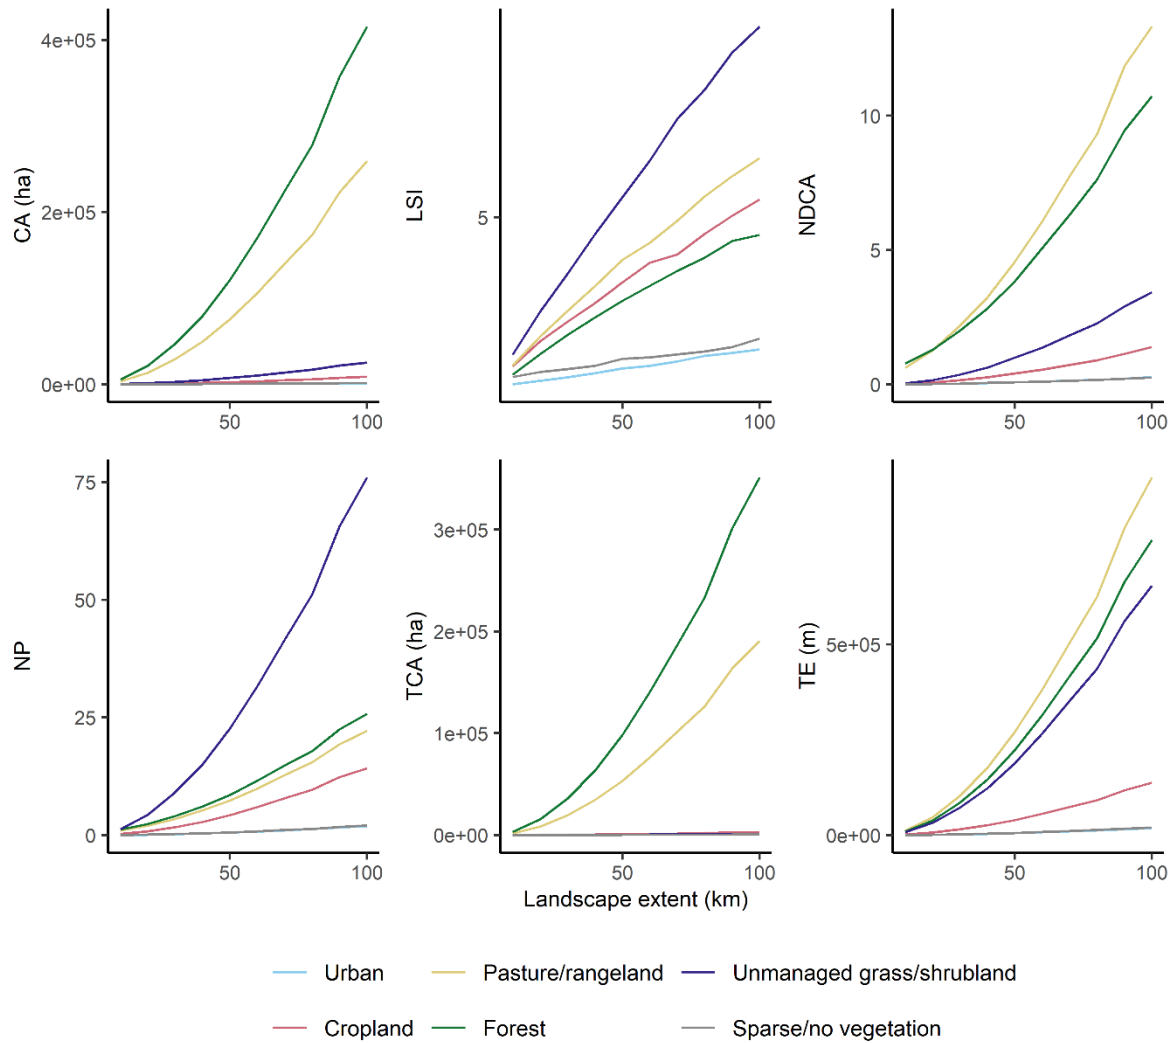 CA (ha)
4e+05
2e+05
0e+00
50
100
LSI
5
50
100
NDCA
10
5
0
50
100
NP
75
50
25
0
50
100
TCA (ha)
3e+05
2e+05
1e+05
0e+00
50
100
TE (m)
5e+05
0e+00
50
100
Landscape extent (km)
Urban
Pasture/rangeland
Unmanaged grass/shrubland
Cropland
Forest
Sparse/no vegetation